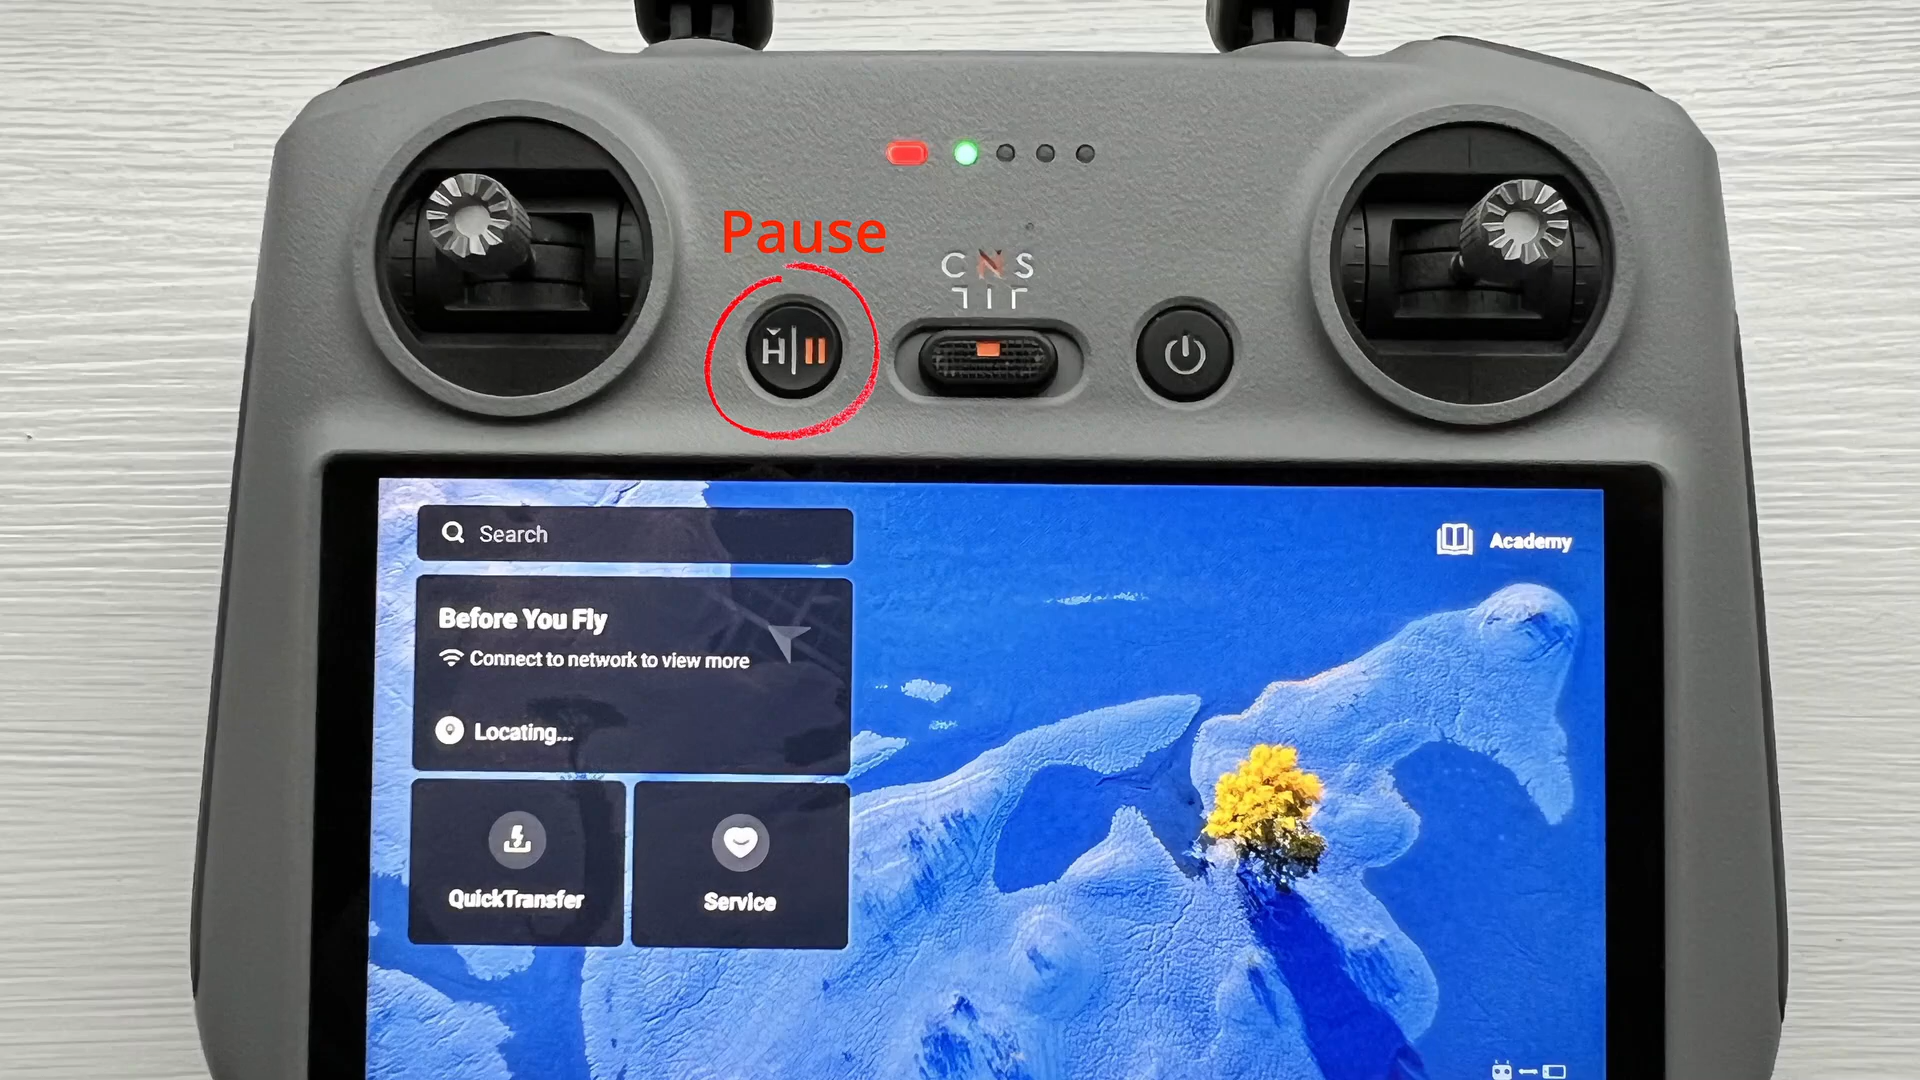 Pause
C N S
H
Search
Academy
Before You Fly
Connect to network to view more
Locating...
QuickTransfer
Service